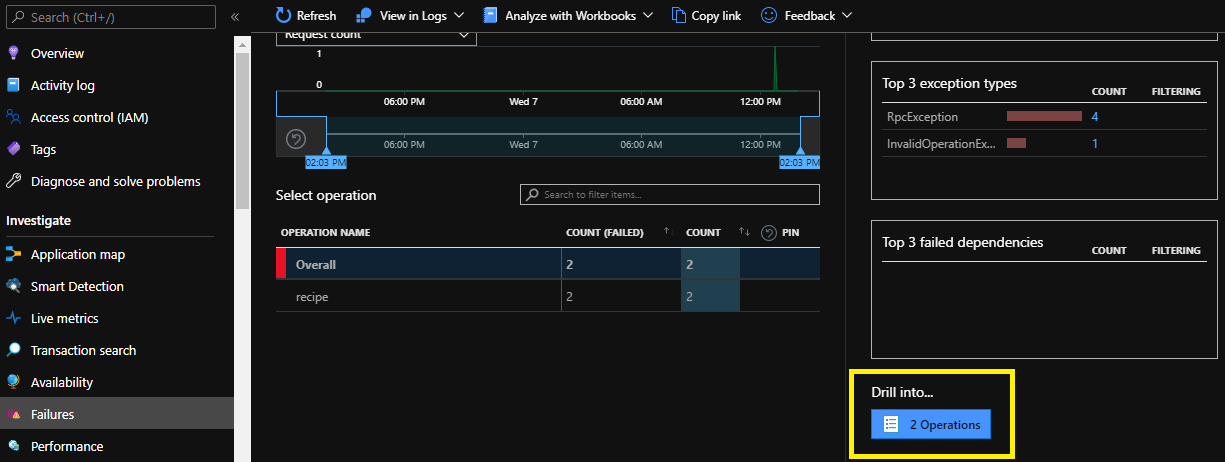 Search (Ctrl+/)
«
Overview
Activity log
Access control (IAM)
Tags
Diagnose and solve problems
Investigate
Application map
Smart Detection
Live metrics
Transaction search
Availability
Failures
Performance
Refresh
View in Logs
Analyze with Workbooks
Copy link
Feedback
Request count
1
0
06:00 PM Wed 7 06:00 AM 12:00 PM
06:00 PM Wed 7 06:00 AM 12:00 PM
02:03 PM 02:03 PM
Select operation
Search to filter items...
OPERATION NAME COUNT (FAILED) COUNT PIN
Overall 2 2
recipe 2 2
Top 3 exception types COUNT FILTERING
RpcException 4
InvalidOperationEx... 1
Top 3 failed dependencies COUNT FILTERING
Drill into...
2 Operations